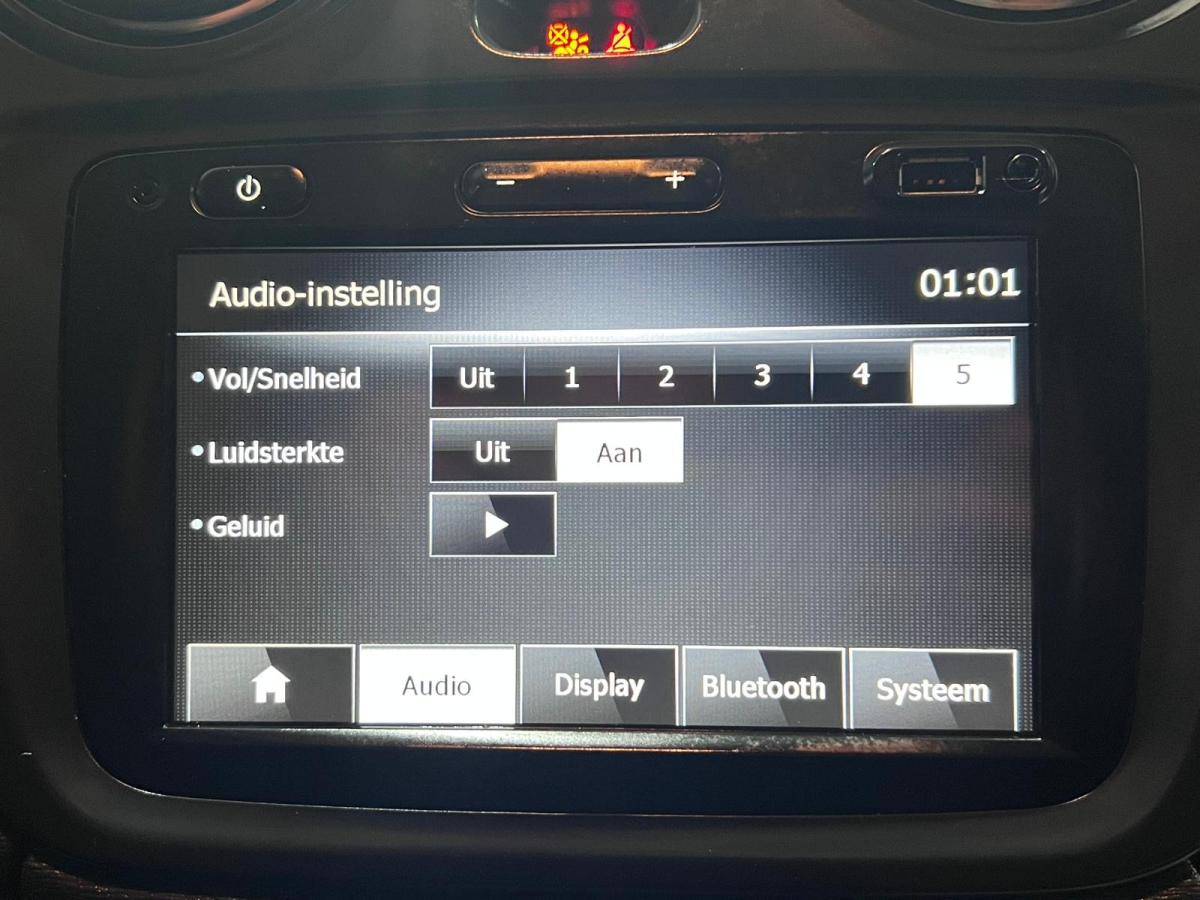 − +
Audio-instelling 01:01
• Vol/Snelheid Uit 1 2 3 4 5
• Luidsterkte Uit Aan
• Geluid
Audio Display Bluetooth Systeem